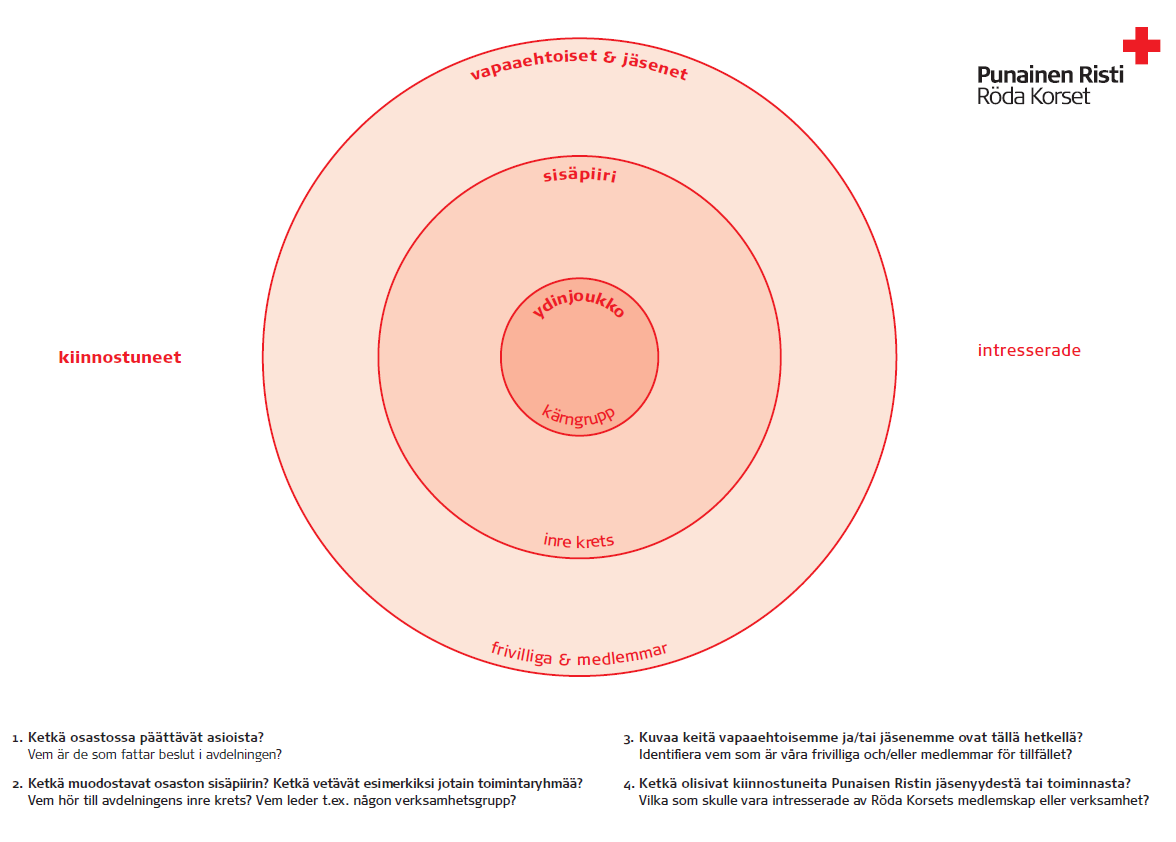 Punainen Risti
Röda Korset
vapaaehtoiset & jäsenet
sisäpiiri
ydinjoukko
kiinnostuneet
intresserade
kärngrupp
inre krets
frivilliga & medlemmar
1. Ketkä osastossa päättävät asioista?
Vem är de som fattar beslut i avdelningen?
2. Ketkä muodostavat osaston sisäpiirin? Ketkä vetävät esimerkiksi jotain toimintaryhmää?
Vem hör till avdelningens inre krets? Vem leder t.ex. någon verksamhetsgrupp?
3. Kuvaa keitä vapaaehtoisemme ja/tai jäsenemme ovat tällä hetkellä?
Identifiera vem som är våra frivilliga och/eller medlemmar för tillfället?
4. Ketkä olisivat kiinnostuneita Punaisen Ristin jäsenyydestä tai toiminnasta?
Vilka som skulle vara intresserade av Röda Korsets medlemskap eller verksamhet?